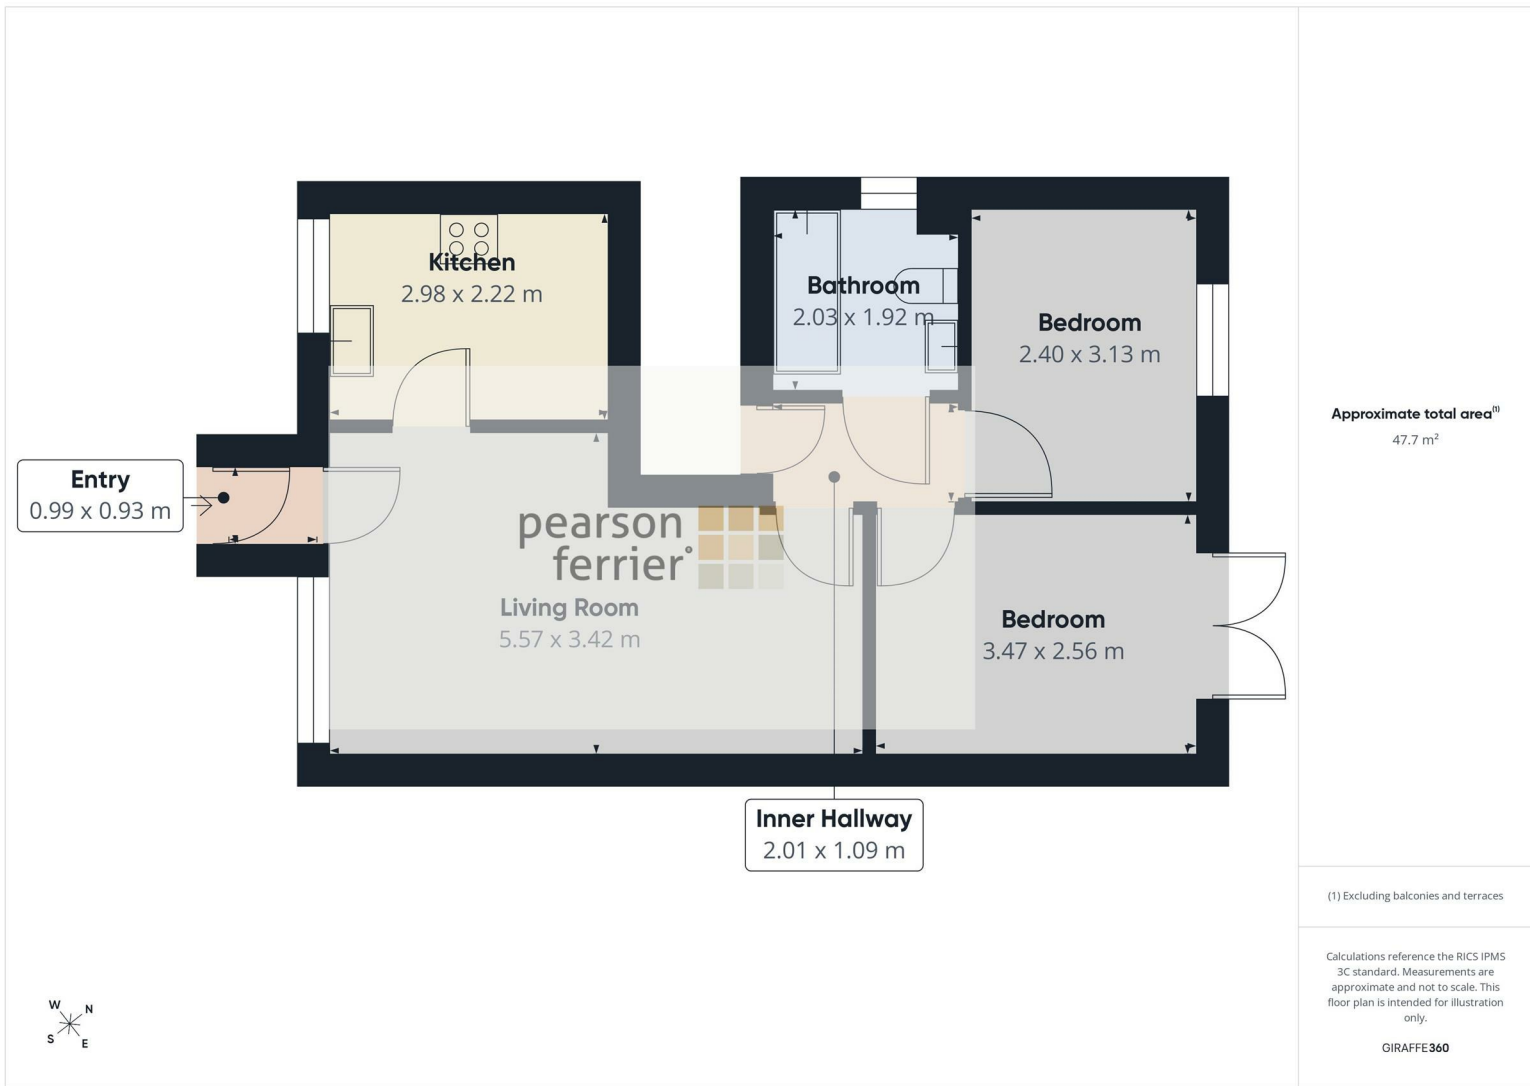 Kitchen
2.98 x 2.22 m
Bathroom
2.03 x 1.92 m
Bedroom
2.40 x 3.13 m
Entry
0.99 x 0.93 m
pearson
ferrier
Living Room
5.57 x 3.42 m
Bedroom
3.47 x 2.56 m
Inner Hallway
2.01 x 1.09 m
W N
S E
Approximate total area(1)
47.7 m²
(1) Excluding balconies and terraces
Calculations reference the RICS IPMS
3C standard. Measurements are
approximate and not to scale. This
floor plan is intended for illustration
only.
GIRAFFE360